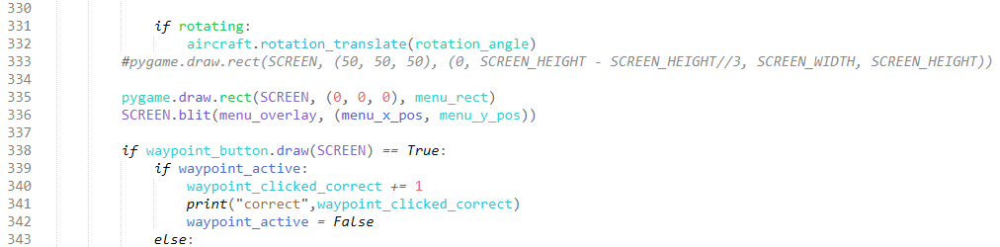 330
331 if rotating:
332 aircraft.rotation_translate(rotation_angle)
333 #pygame.draw.rect(SCREEN, (50, 50, 50), (0, SCREEN_HEIGHT - SCREEN_HEIGHT//3, SCREEN_WIDTH, SCREEN_HEIGHT))
334
335 pygame.draw.rect(SCREEN, (0, 0, 0), menu_rect)
336 SCREEN.blit(menu_overlay, (menu_x_pos, menu_y_pos))
337
338 if waypoint_button.draw(SCREEN) == True:
339 if waypoint_active:
340 waypoint_clicked_correct += 1
341 print("correct",waypoint_clicked_correct)
342 waypoint_active = False
343 else: